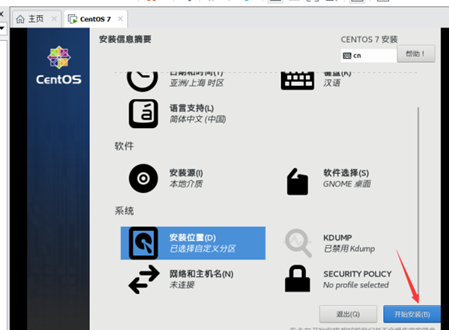 主页
CentOS 7
安装信息摘要
CENTOS 7 安装
cn
帮助！
CentOS
日期和时间(T)
亚洲/上海 时区
键盘(K)
汉语
语言支持(L)
简体中文 (中国)
软件
安装源(I)
本地介质
软件选择(S)
GNOME 桌面
系统
安装位置(D)
已选择自定义分区
KDUMP
已禁用 Kdump
网络和主机名(N)
未连接
SECURITY POLICY
No profile selected
退出(Q)
开始安装(B)